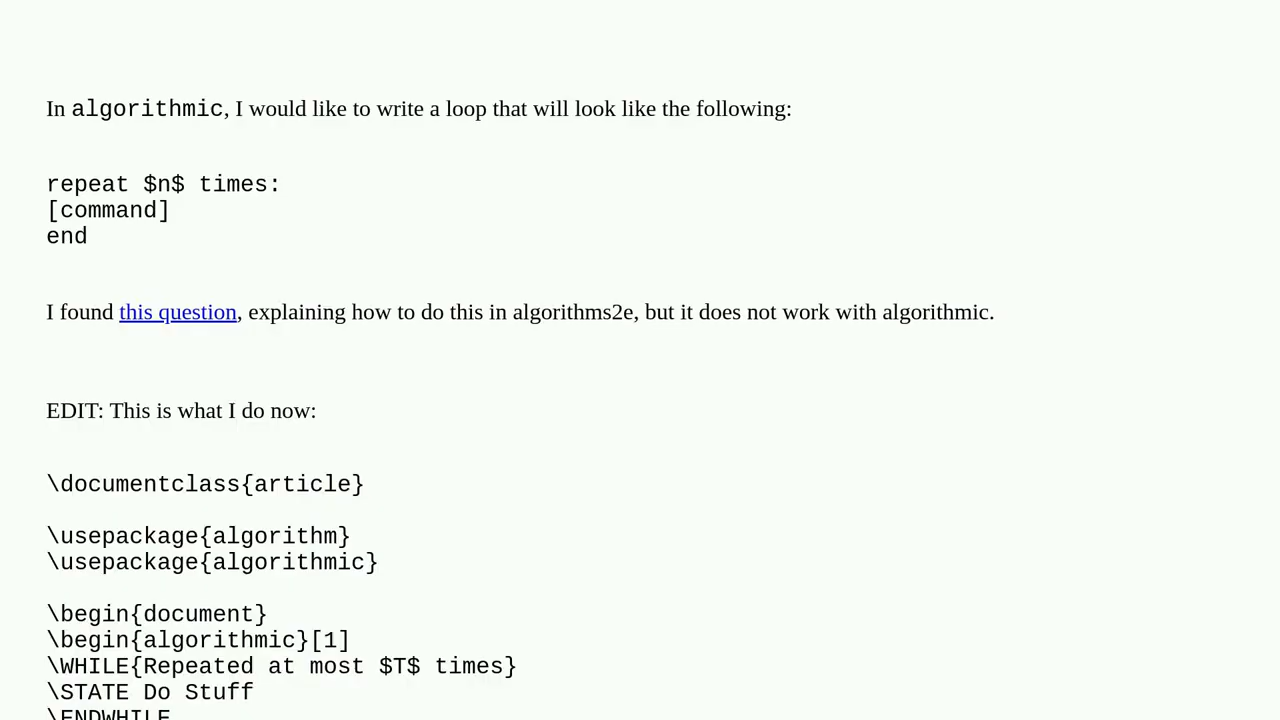 In algorithmic, I would like to write a loop that will look like the following:
repeat $n$ times:
[command]
end
I found this question, explaining how to do this in algorithms2e, but it does not work with algorithmic.
EDIT: This is what I do now:
\documentclass{article}
\usepackage{algorithm}
\usepackage{algorithmic}
\begin{document}
\begin{algorithmic}[1]
\WHILE{Repeated at most $T$ times}
\STATE Do Stuff
\ENDWHILE